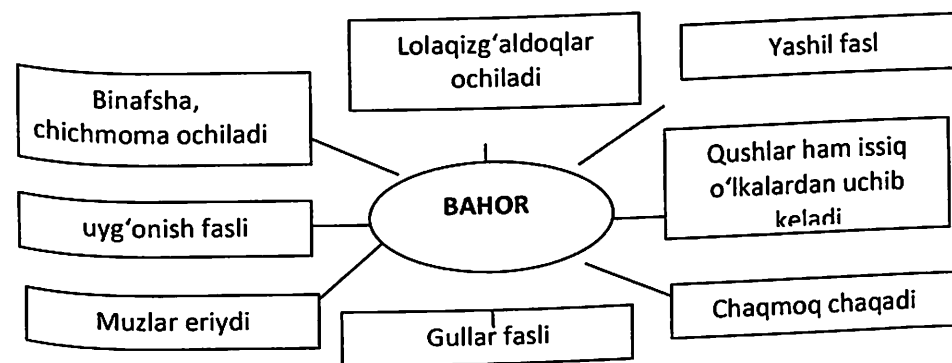 Lolaqizg‘aldoqlar
ochiladi
Yashil fasl
Binafsha,
chichmoma ochiladi
Qushlar ham issiq
o‘lkalardan uchib
keladi
BAHOR
uyg‘onish fasli
Muzlar eriydi
Gullar fasli
Chaqmoq chaqadi